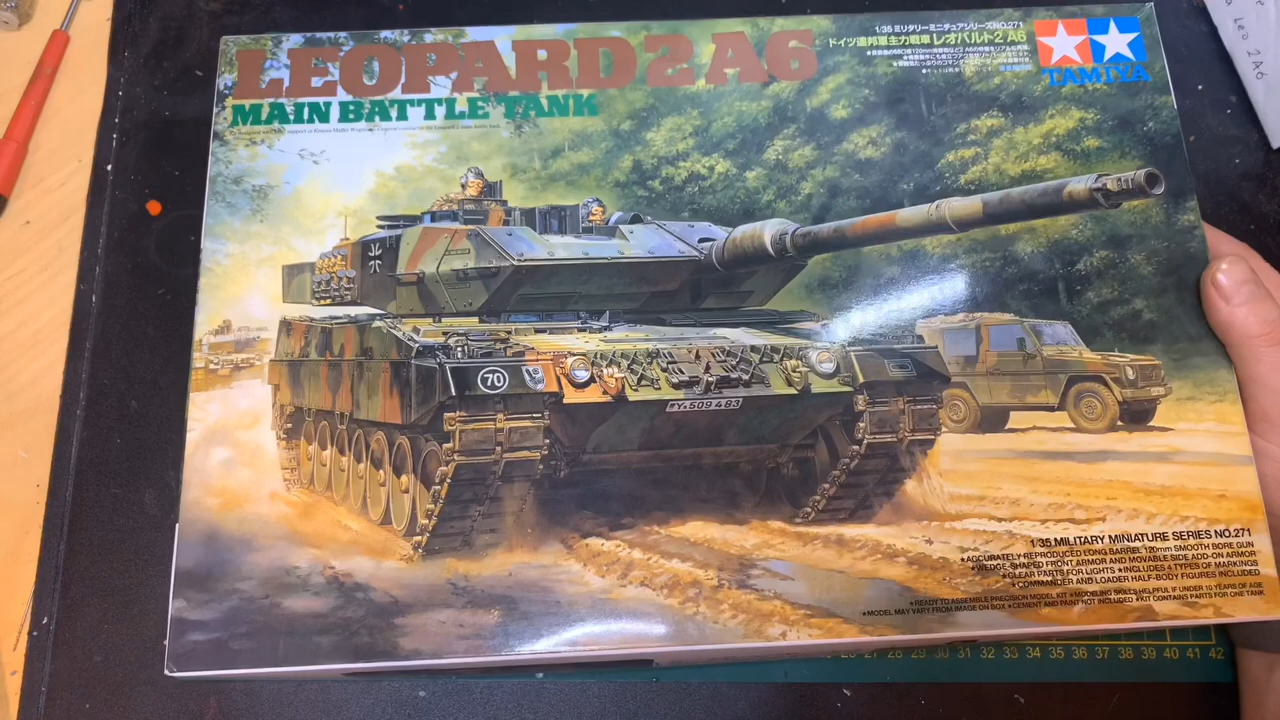 LEOPARD 2 A6
MAIN BATTLE TANK
1/35 ミリタリーミニチュアシリーズ NO.271
ドイツ連邦軍主力戦車 レオパルト2 A6
TAMIYA
70
Y-509 483
1/35 MILITARY MINIATURE SERIES NO.271
★ACCURATELY REPRODUCED LONG BARREL 120mm SMOOTH BORE GUN
★WEDGE-SHAPED FRONT ARMOR AND MOVABLE SIDE ADD-ON ARMOR
★CLEAR PARTS FOR LIGHTS ★INCLUDES 4 TYPES OF MARKINGS
★COMMANDER AND LOADER HALF-BODY FIGURES INCLUDED
★READY TO ASSEMBLE PRECISION MODEL KIT ★MODELING SKILLS HELPFUL IF UNDER 10 YEARS OF AGE
★MODEL MAY VARY FROM IMAGE ON BOX ★CEMENT AND PAINT NOT INCLUDED ★KIT CONTAINS PARTS FOR ONE TANK
Leo 2A6
27 28 29 30 31 32 33 34 35 36 37 38 39 40 41 42